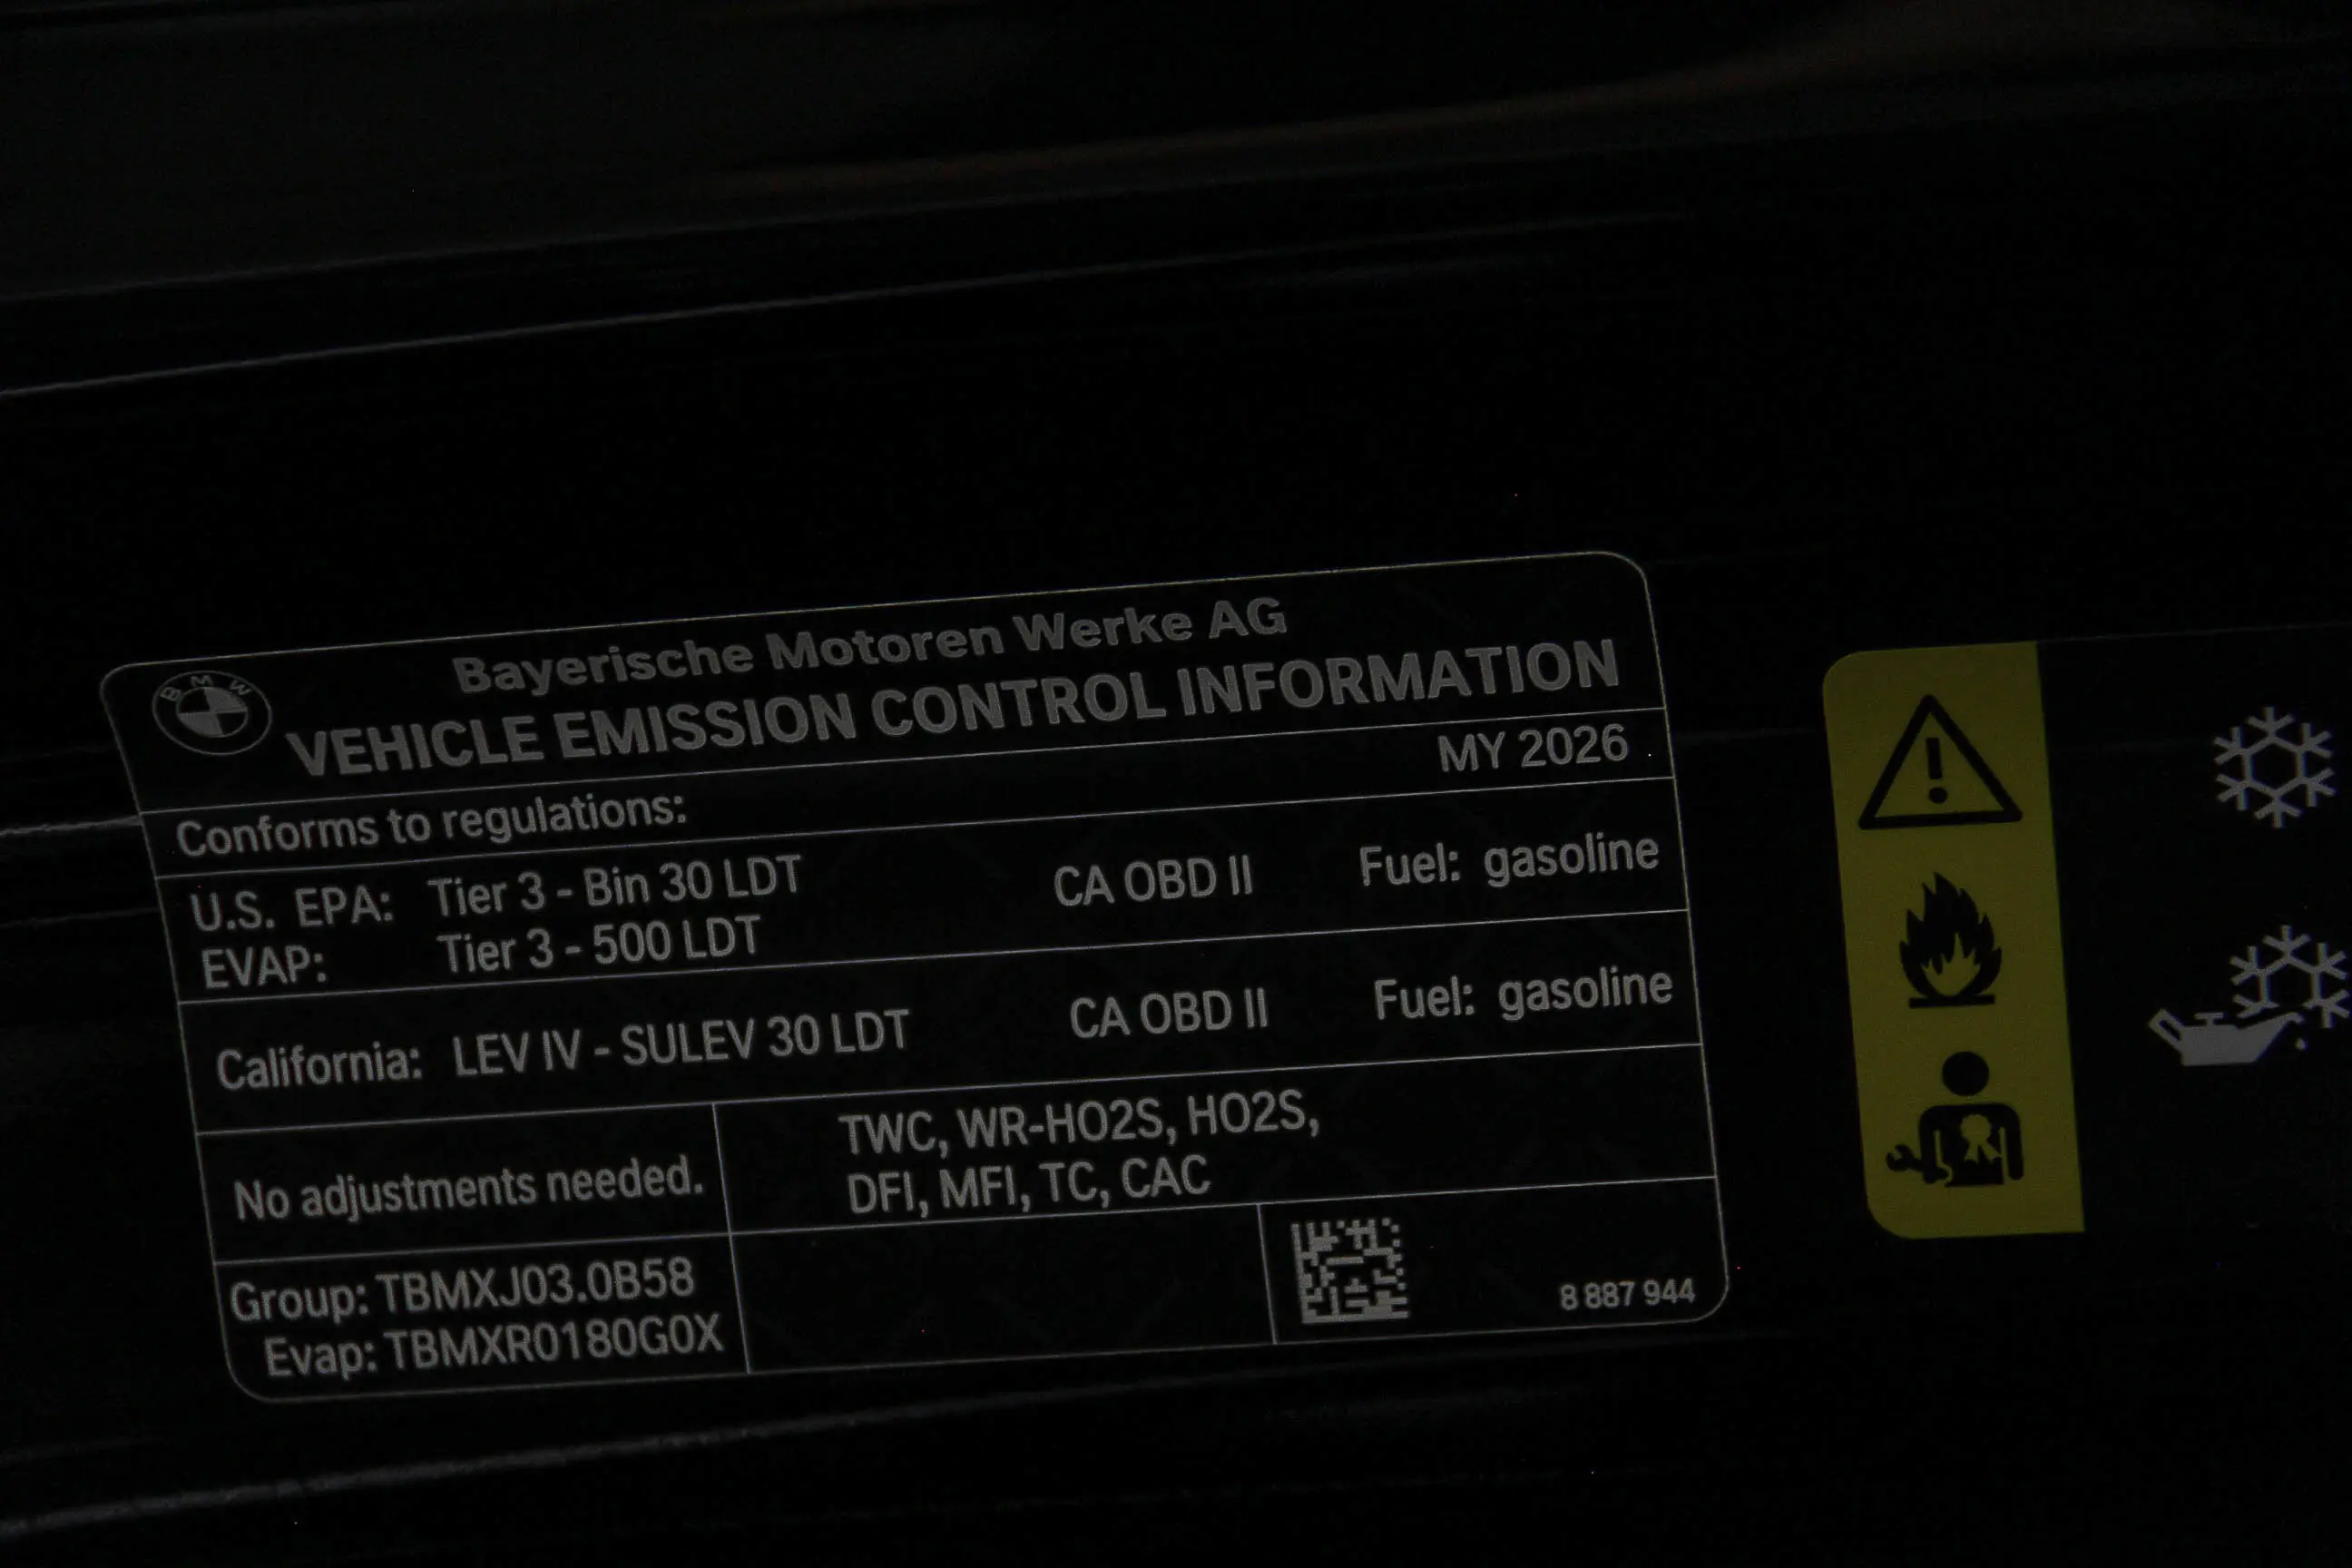 BMW
Bayerische Motoren Werke AG
VEHICLE EMISSION CONTROL INFORMATION
MY 2026
Conforms to regulations:
U.S. EPA: Tier 3 - Bin 30 LDT CA OBD II Fuel: gasoline
EVAP: Tier 3 - 500 LDT
California: LEV IV - SULEV 30 LDT CA OBD II Fuel: gasoline
No adjustments needed.
TWC, WR-HO2S, HO2S,
DFI, MFI, TC, CAC
Group: TBMXJ03.0B58
Evap: TBMXR0180G0X
8 887 944